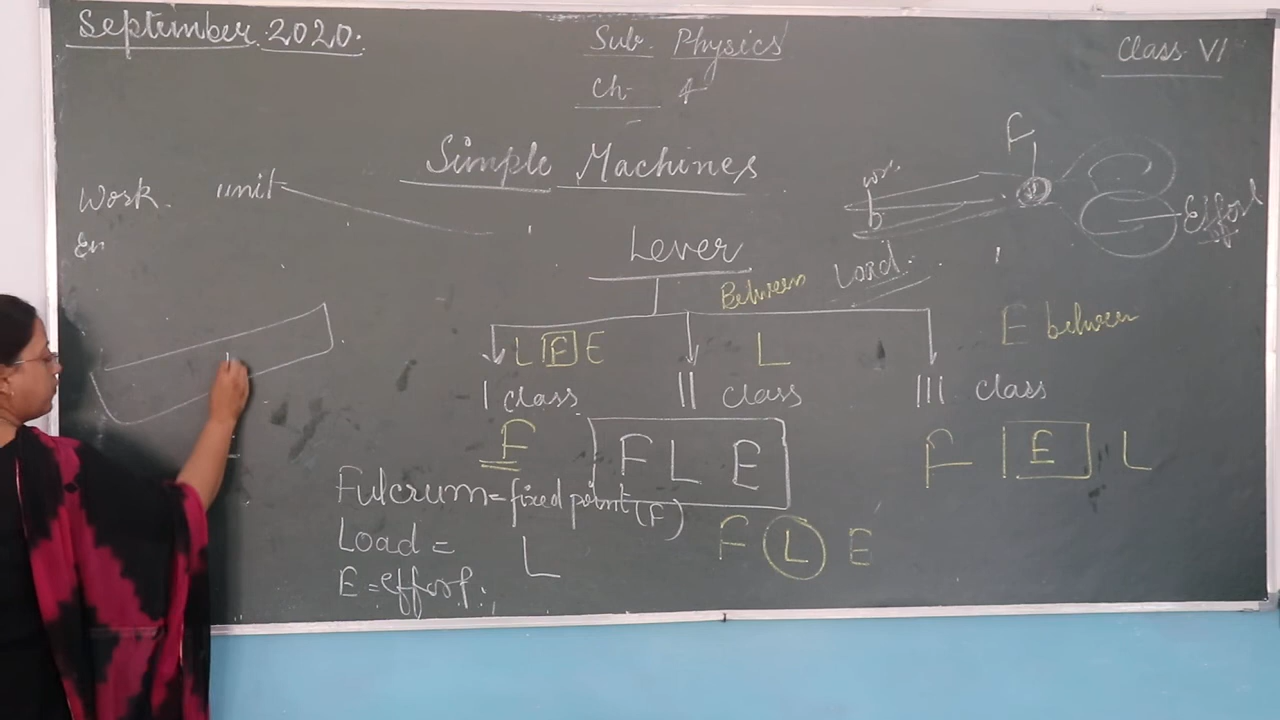 September 2020.
Sub. Physics
Class VI
Ch 4
Simple Machines
Work. unit
En
F
Effort
Load.
Lever
Between
L F E
L
E between
I class
II class
III class
F
F L E
F E L
Fulcrum = fixed point (F)
F L E
Load = L
E = effort.